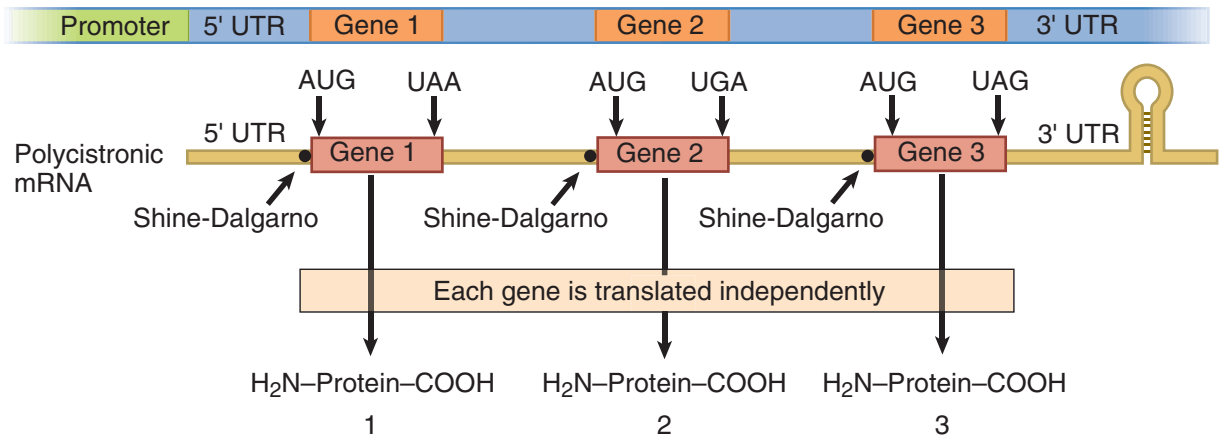 Promoter 5' UTR Gene 1 Gene 2 Gene 3 3' UTR
AUG UAA AUG UGA AUG UAG
5' UTR 3' UTR
Gene 1 Gene 2 Gene 3
Polycistronic
mRNA
Shine-Dalgarno Shine-Dalgarno Shine-Dalgarno
Each gene is translated independently
H₂N–Protein–COOH H₂N–Protein–COOH H₂N–Protein–COOH
1 2 3